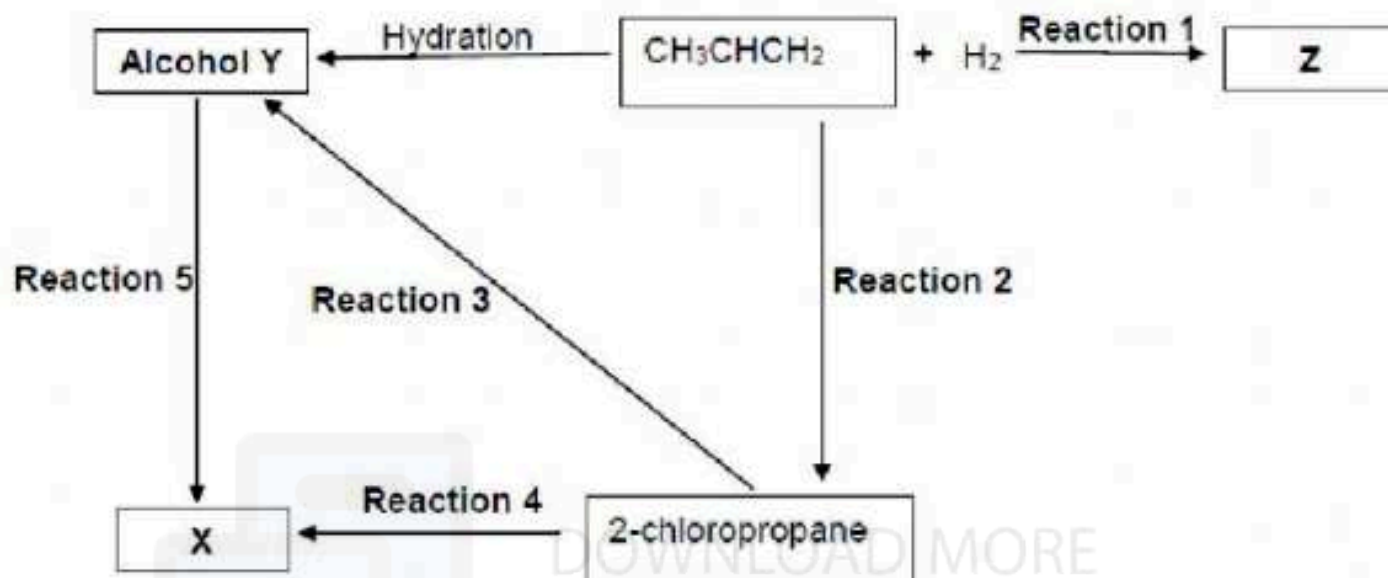 Hydration
Alcohol Y
CH₃CHCH₂ + H₂
Reaction 1
Z
Reaction 5
Reaction 3
Reaction 2
Reaction 4
X
2-chloropropane
DOWNLOAD MORE